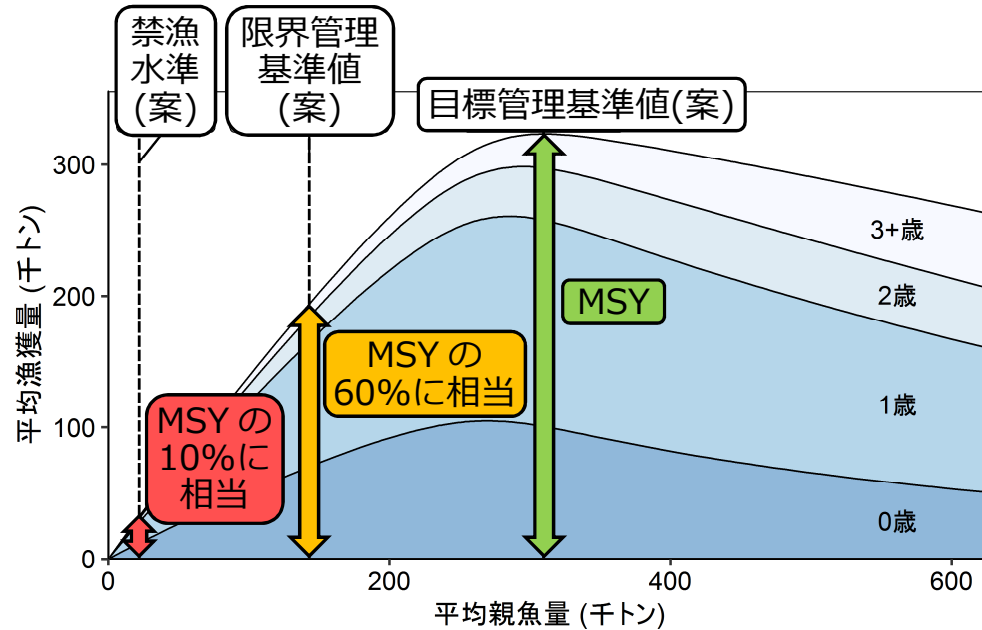 禁漁
水準
(案)
限界管理
基準値
(案)
目標管理基準値(案)
平均漁獲量 (千トン)
300
200
100
0
3+歳
2歳
1歳
0歳
MSY
MSY の
60%に相当
MSY の
10%に
相当
0
200
400
600
平均親魚量 (千トン)